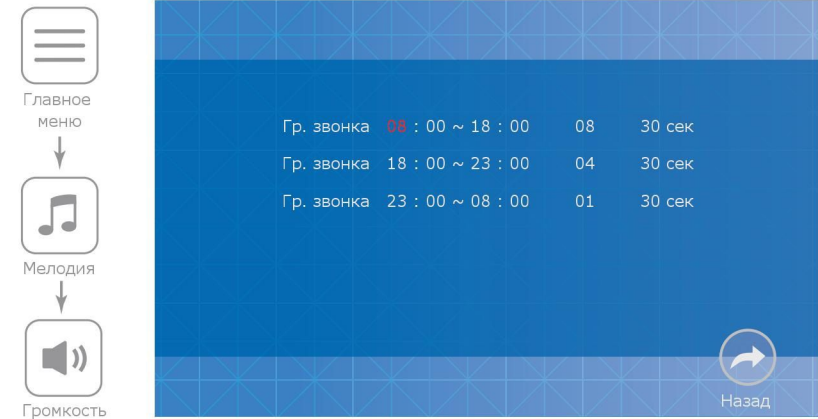 Главное
меню
Мелодия
Громкость
Гр. звонка 08 : 00 ~ 18 : 00 08 30 сек
Гр. звонка 18 : 00 ~ 23 : 00 04 30 сек
Гр. звонка 23 : 00 ~ 08 : 00 01 30 сек
Назад